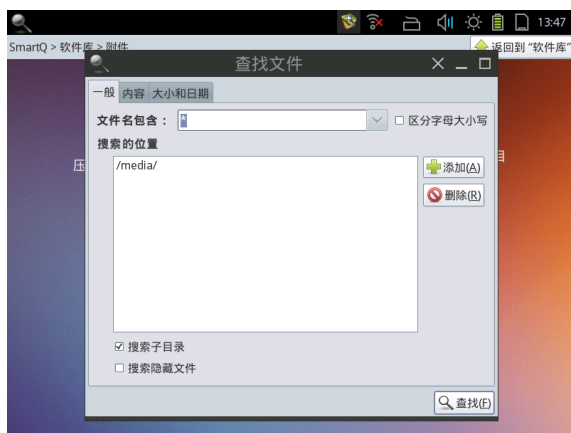 13:47
SmartQ > 软件库 > 附件
返回到 “软件库”
查找文件
一般 内容 大小和日期
文件名包含： *
区分字母大小写
搜索的位置
/media/
添加(A)
删除(R)
压
目
搜索子目录
搜索隐藏文件
查找(F)